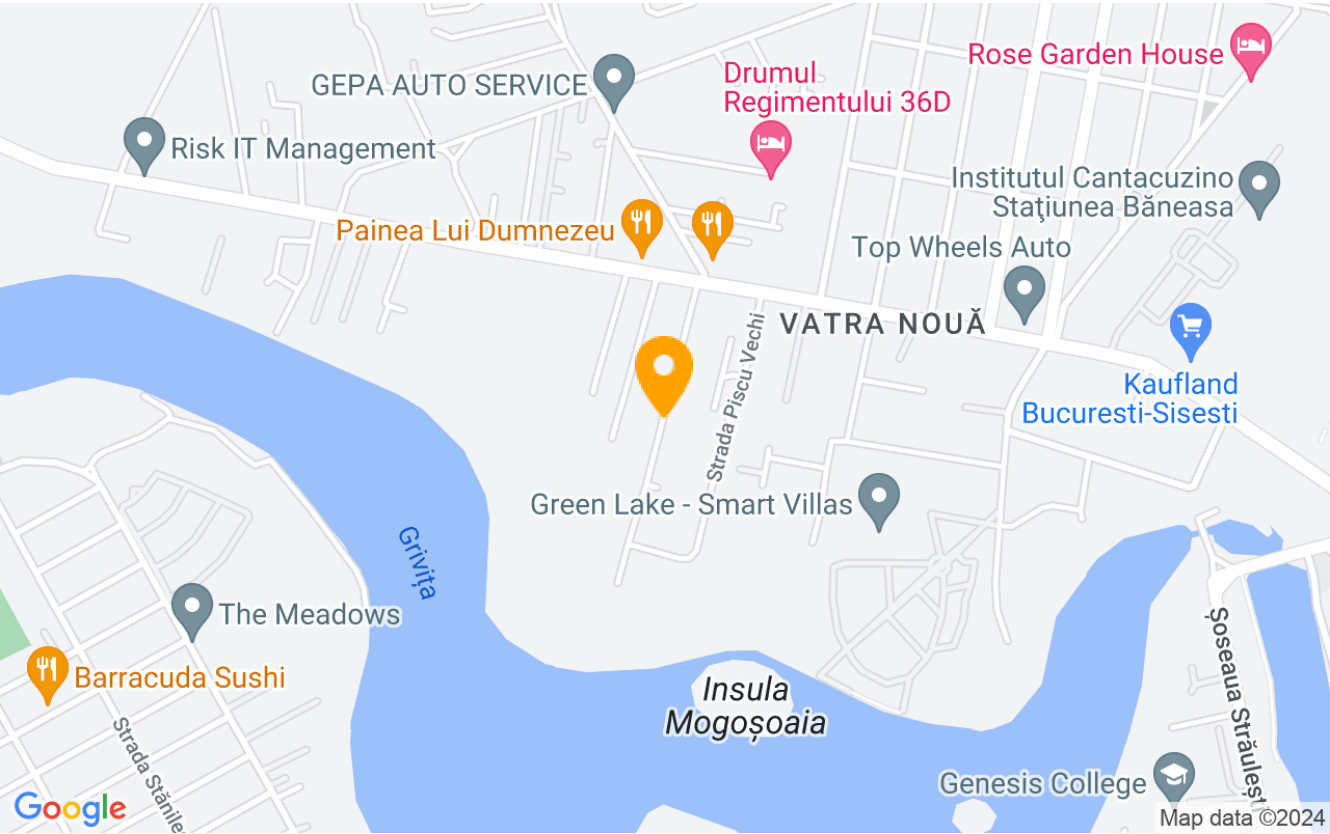 Rose Garden House
Drumul
Regimentului 36D
GEPA AUTO SERVICE
Risk IT Management
Institutul Cantacuzino
Stațiunea Băneasa
Painea Lui Dumnezeu
Top Wheels Auto
VATRA NOUĂ
Strada Piscu Vechi
Kaufland
Bucuresti-Sisesti
Green Lake - Smart Villas
Grivița
The Meadows
Barracuda Sushi
Insula
Mogoșoaia
Șoseaua Străulești
Strada Stănile
Genesis College
Google
Map data ©2024